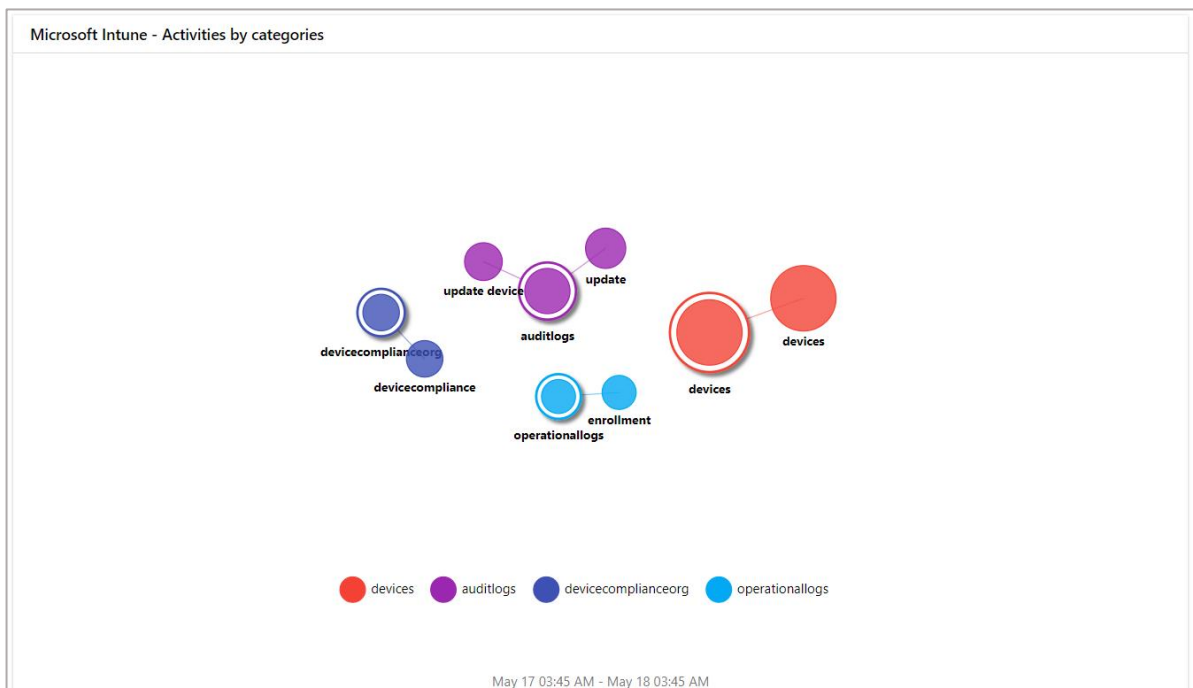 Microsoft Intune - Activities by categories
update
update device
auditlogs
devices
devicecomplianceorg
devices
devicecompliance
enrollment
operationallogs
devices
auditlogs
devicecomplianceorg
operationallogs
May 17 03:45 AM - May 18 03:45 AM